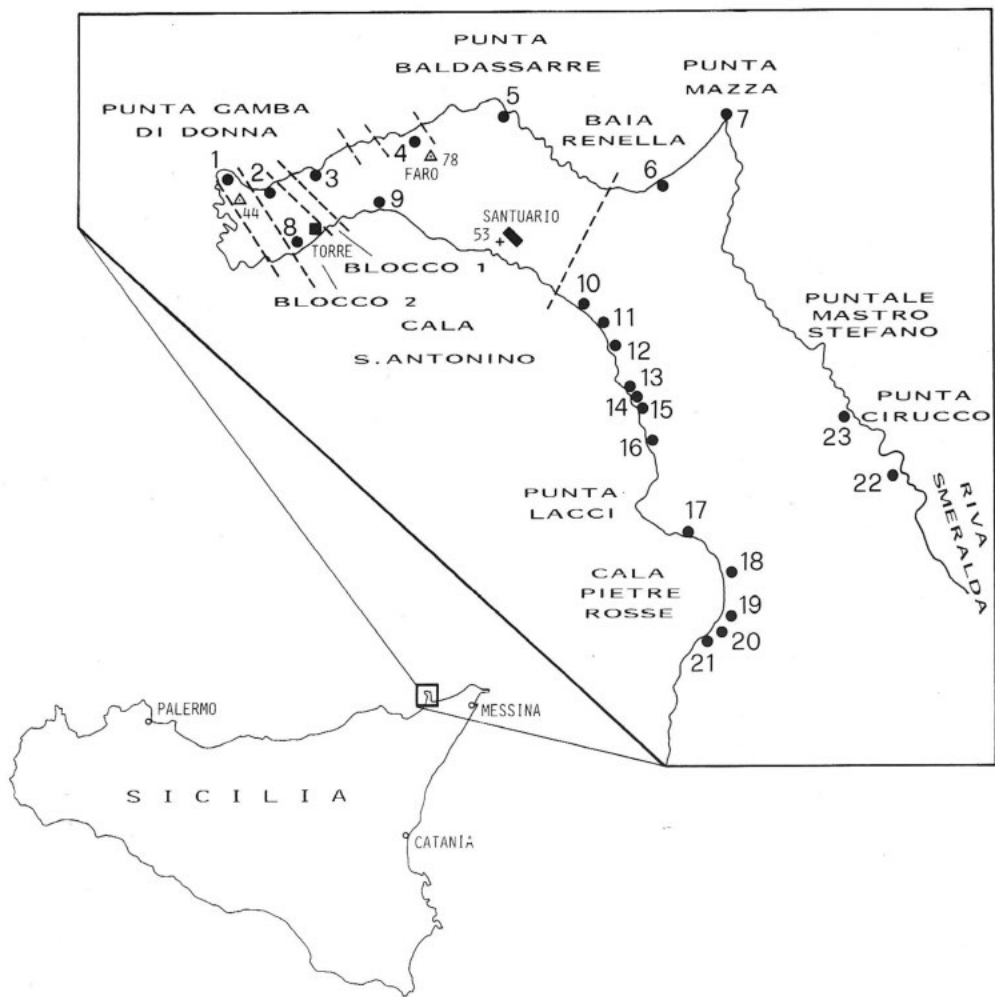 PUNTA
BALDASSARRE
PUNTA
MAZZA
PUNTA GAMBA
DI DONNA
BAIA
RENELLA
1
2
3
4
5
6
7
78
FARO
44
8
9
TORRE
SANTUARIO
53
BLOCCO 1
BLOCCO 2
CALA
S.ANTONINO
10
11
12
13
14
15
16
PUNTALE
MASTRO
STEFANO
PUNTA
CIRUCCO
23
22
RIVA
SMERALDA
PUNTA
LACCI
17
CALA
PIETRE
ROSSE
18
19
20
21
PALERMO
MESSINA
SICILIA
CATANIA